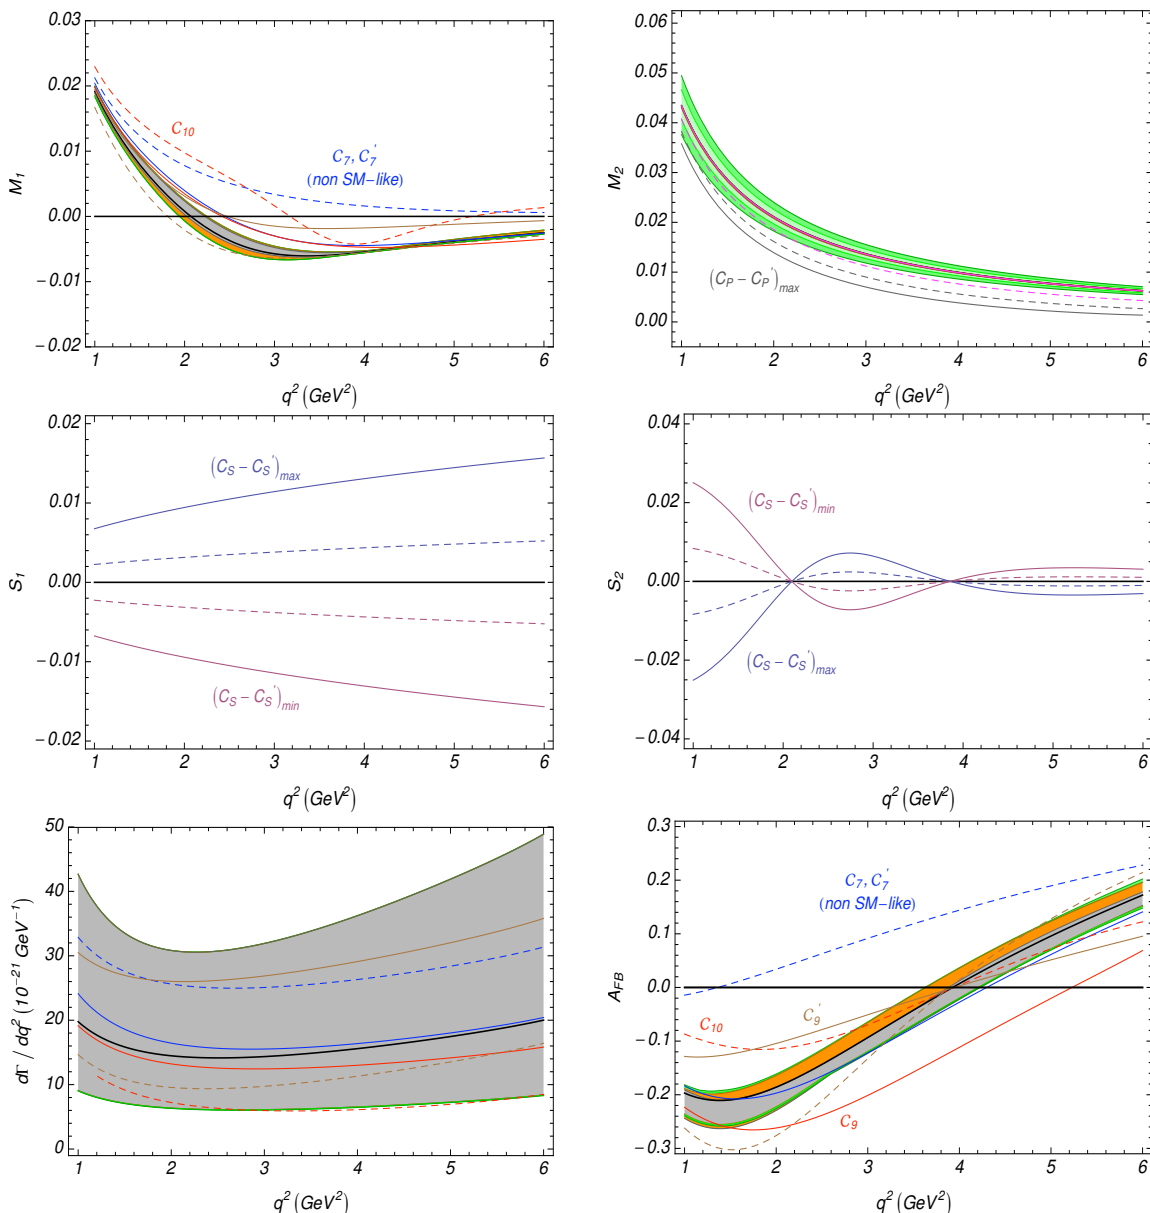 0.03
0.02
0.01
0.00
−0.01
−0.02
M1
C10
C7, C7'
(non SM−like)
1 2 3 4 5 6
q² (GeV²)
0.06
0.05
0.04
0.03
0.02
0.01
0.00
M2
(CP − CP')max
1 2 3 4 5 6
q² (GeV²)
0.02
0.01
0.00
−0.01
−0.02
S1
(CS − CS')max
(CS − CS')min
1 2 3 4 5 6
q² (GeV²)
0.04
0.02
0.00
−0.02
−0.04
S2
(CS − CS')min
(CS − CS')max
1 2 3 4 5 6
q² (GeV²)
50
40
30
20
10
0
dΓ / dq² (10⁻²¹ GeV⁻¹)
1 2 3 4 5 6
q² (GeV²)
0.3
0.2
0.1
0.0
−0.1
−0.2
−0.3
AFB
C7, C7'
(non SM−like)
C10
C9'
C9
1 2 3 4 5 6
q² (GeV²)